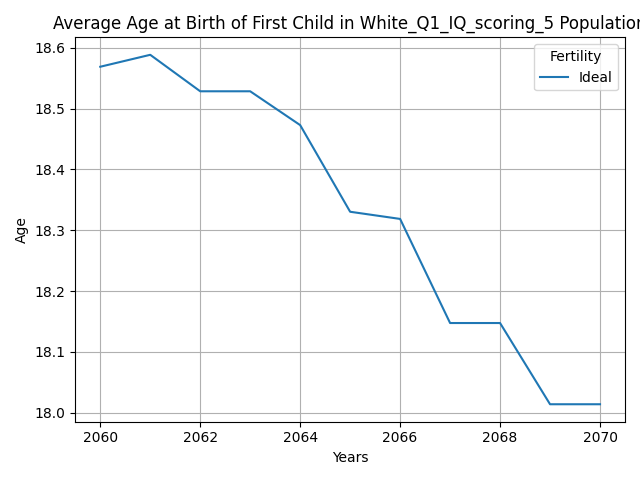 Average Age at Birth of First Child in White_Q1_IQ_scoring_5 Population
Fertility
Ideal
18.6
18.5
18.4
18.3
18.2
18.1
18.0
Age
2060
2062
2064
2066
2068
2070
Years